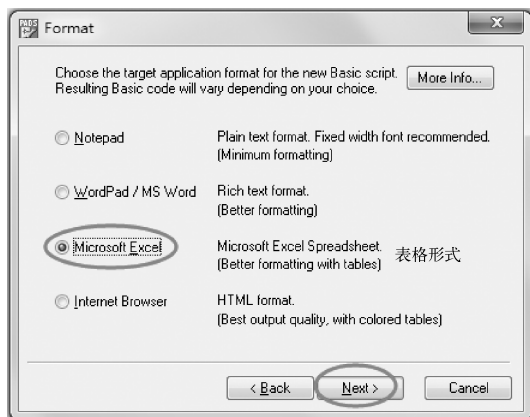 PADS
Format
Choose the target application format for the new Basic script.
Resulting Basic code will vary depending on your choice.
More Info...
Notepad
Plain text format. Fixed width font recommended.
(Minimum formatting)
WordPad / MS Word
Rich text format.
(Better formatting)
Microsoft Excel
Microsoft Excel Spreadsheet.
(Better formatting with tables)
表格形式
Internet Browser
HTML format.
(Best output quality, with colored tables)
< Back
Next >
Cancel